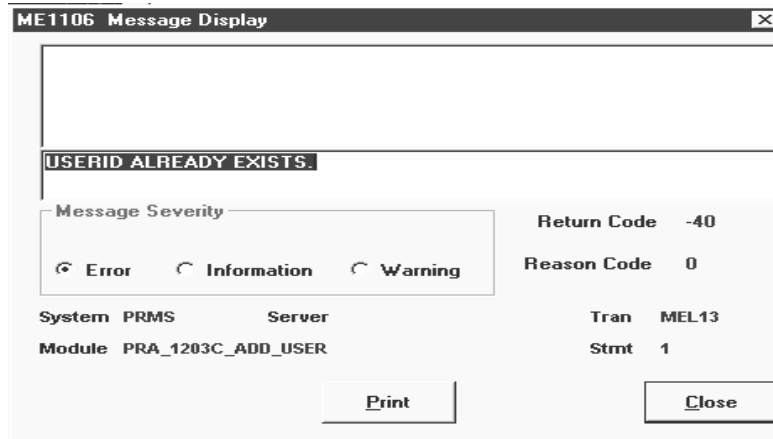 ME1106 Message Display
USERID ALREADY EXISTS.
Message Severity
Error Information Warning
Return Code -40
Reason Code 0
System PRMS Server Tran MEL13
Module PRA_1203C_ADD_USER Stmt 1
Print Close